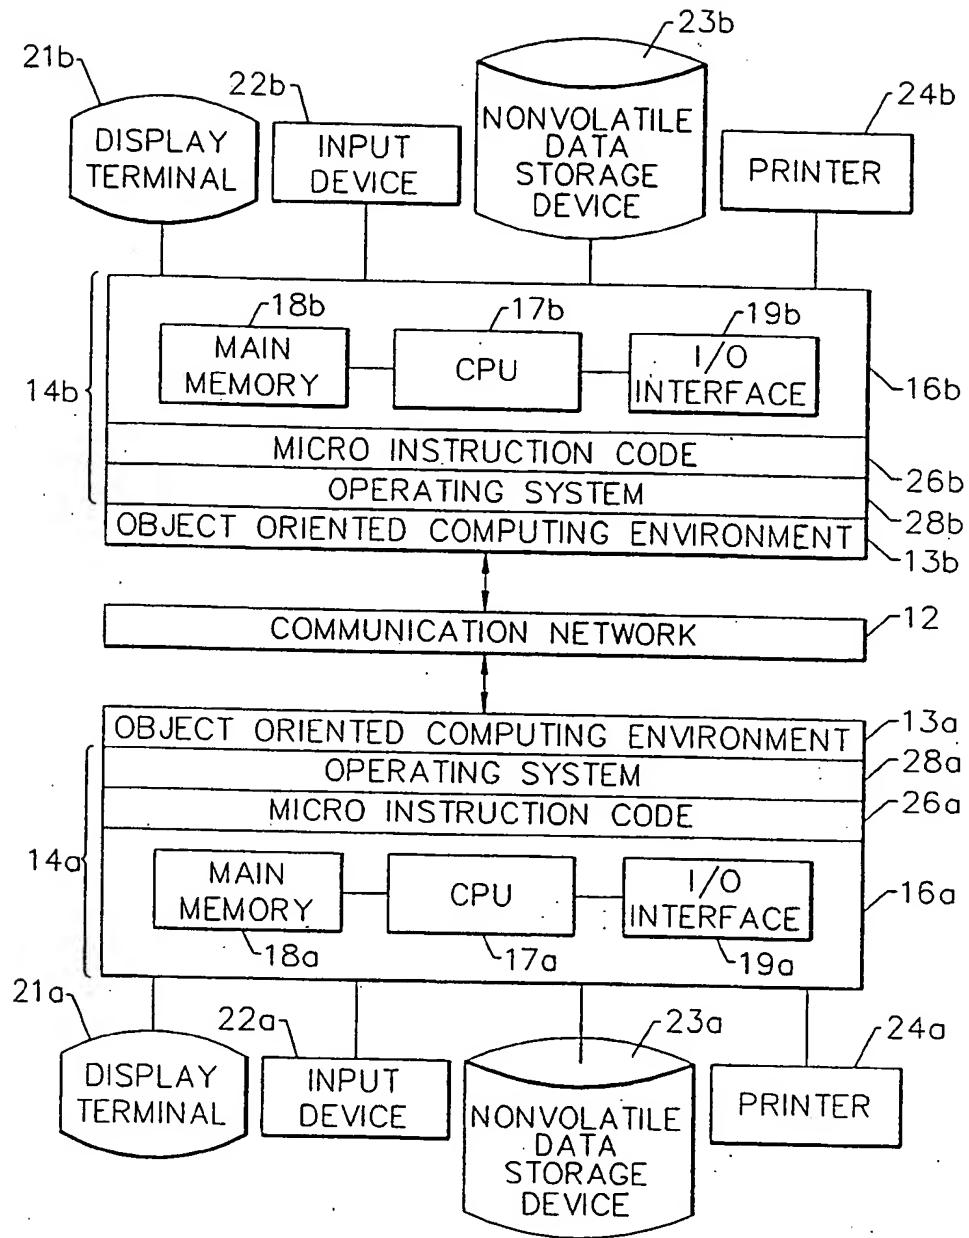 23b
21b
22b
24b
DISPLAY
TERMINAL
INPUT
DEVICE
NONVOLATILE
DATA
STORAGE
DEVICE
PRINTER
18b
17b
19b
MAIN
MEMORY
CPU
I/O
INTERFACE
14b
16b
MICRO INSTRUCTION CODE
26b
OPERATING SYSTEM
28b
OBJECT ORIENTED COMPUTING ENVIRONMENT
13b
COMMUNICATION NETWORK
12
OBJECT ORIENTED COMPUTING ENVIRONMENT
13a
OPERATING SYSTEM
28a
MICRO INSTRUCTION CODE
26a
14a
MAIN
MEMORY
CPU
I/O
INTERFACE
16a
18a
17a
19a
21a
22a
23a
24a
DISPLAY
TERMINAL
INPUT
DEVICE
NONVOLATILE
DATA
STORAGE
DEVICE
PRINTER